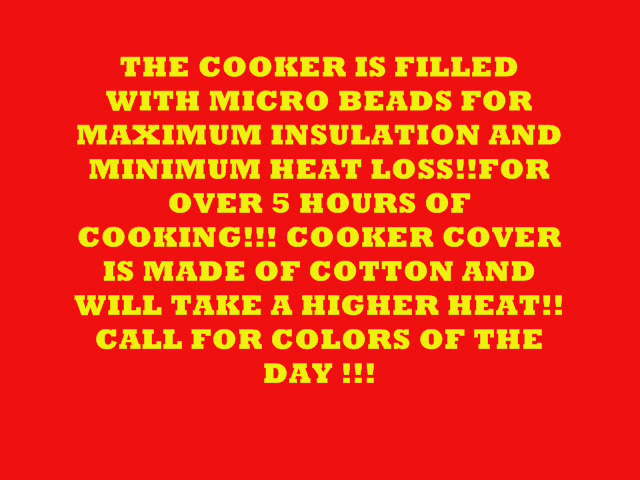 THE COOKER IS FILLED
WITH MICRO BEADS FOR
MAXIMUM INSULATION AND
MINIMUM HEAT LOSS!!FOR
OVER 5 HOURS OF
COOKING!!! COOKER COVER
IS MADE OF COTTON AND
WILL TAKE A HIGHER HEAT!!
CALL FOR COLORS OF THE
DAY !!!